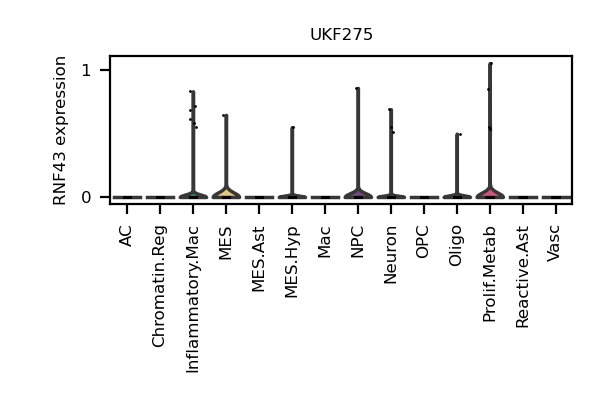 UKF275
RNF43 expression
1
0
AC
Chromatin.Reg
Inflammatory.Mac
MES
MES.Ast
MES.Hyp
Mac
NPC
Neuron
OPC
Oligo
Prolif.Metab
Reactive.Ast
Vasc